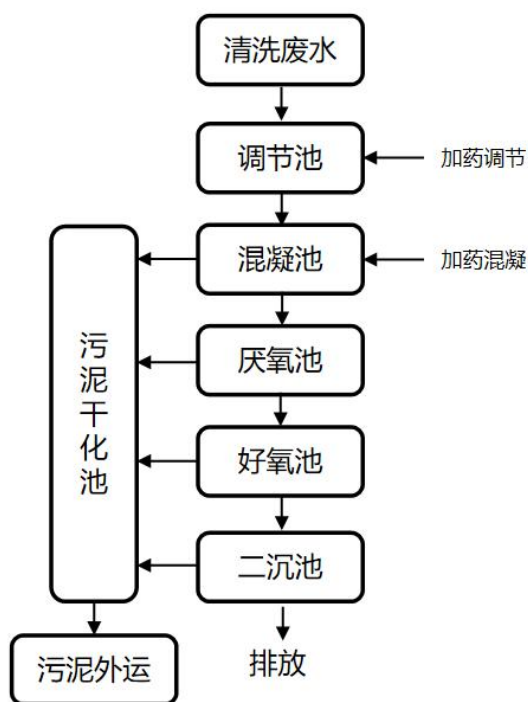 清洗废水
调节池
加药调节
混凝池
加药混凝
厌氧池
好氧池
二沉池
污泥干化池
污泥外运
排放